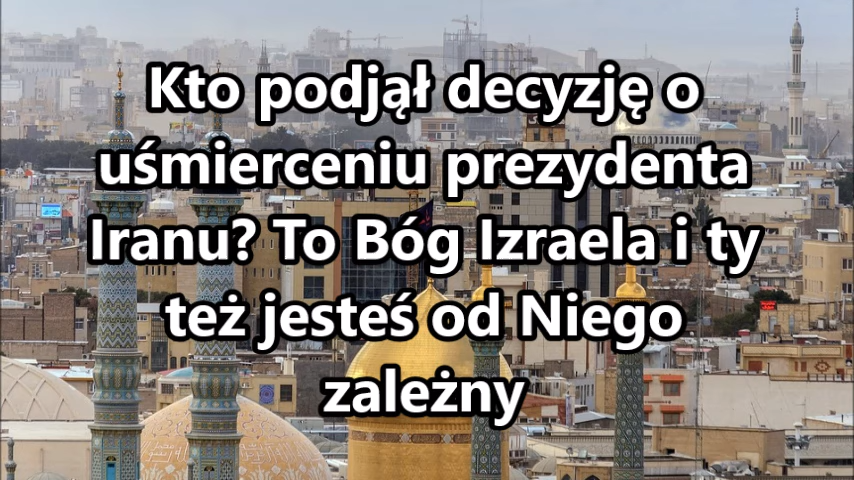 Kto podjął decyzję o
uśmierceniu prezydenta
Iranu? To Bóg Izraela i ty
też jesteś od Niego
zależny